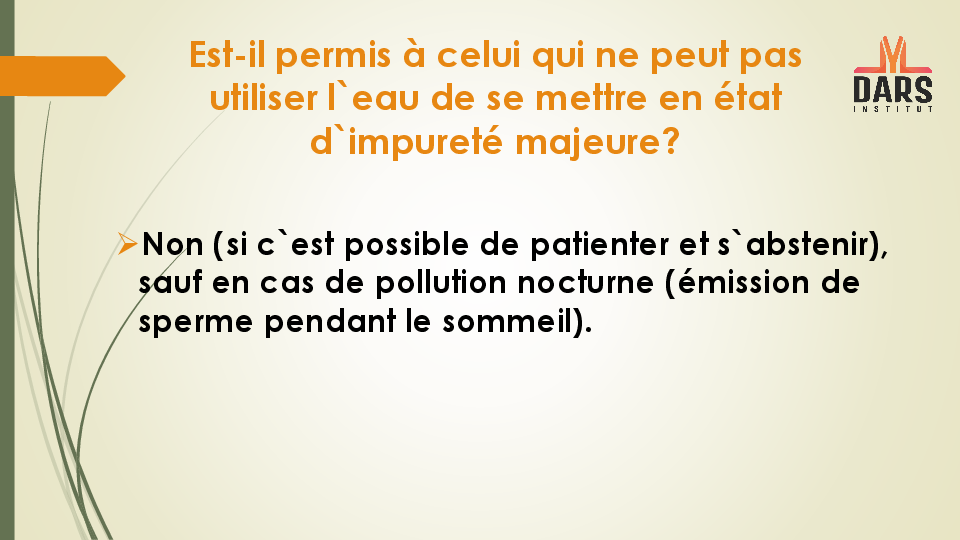 Est-il permis à celui qui ne peut pas
utiliser l`eau de se mettre en état
d`impureté majeure?
DARS
INSTITUT
Non (si c`est possible de patienter et s`abstenir),
sauf en cas de pollution nocturne (émission de
sperme pendant le sommeil).